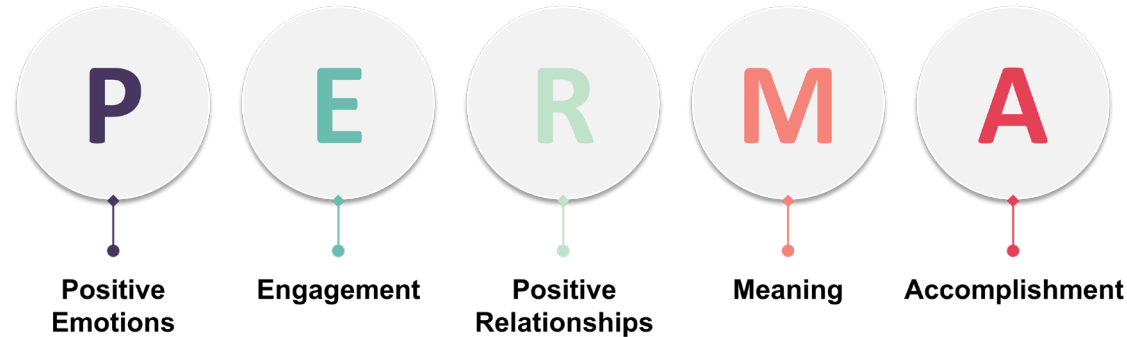 P E R M A
Positive Emotions
Engagement
Positive Relationships
Meaning
Accomplishment